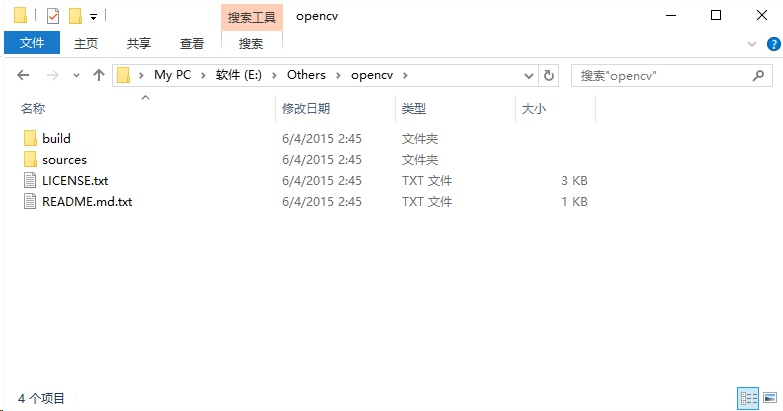 搜索工具 opencv
文件 主页 共享 查看 搜索
My PC 软件 (E:) Others opencv 搜索"opencv"
名称 修改日期 类型 大小
build 6/4/2015 2:45 文件夹
sources 6/4/2015 2:45 文件夹
LICENSE.txt 6/4/2015 2:45 TXT 文件 3 KB
README.md.txt 6/4/2015 2:45 TXT 文件 1 KB
4 个项目